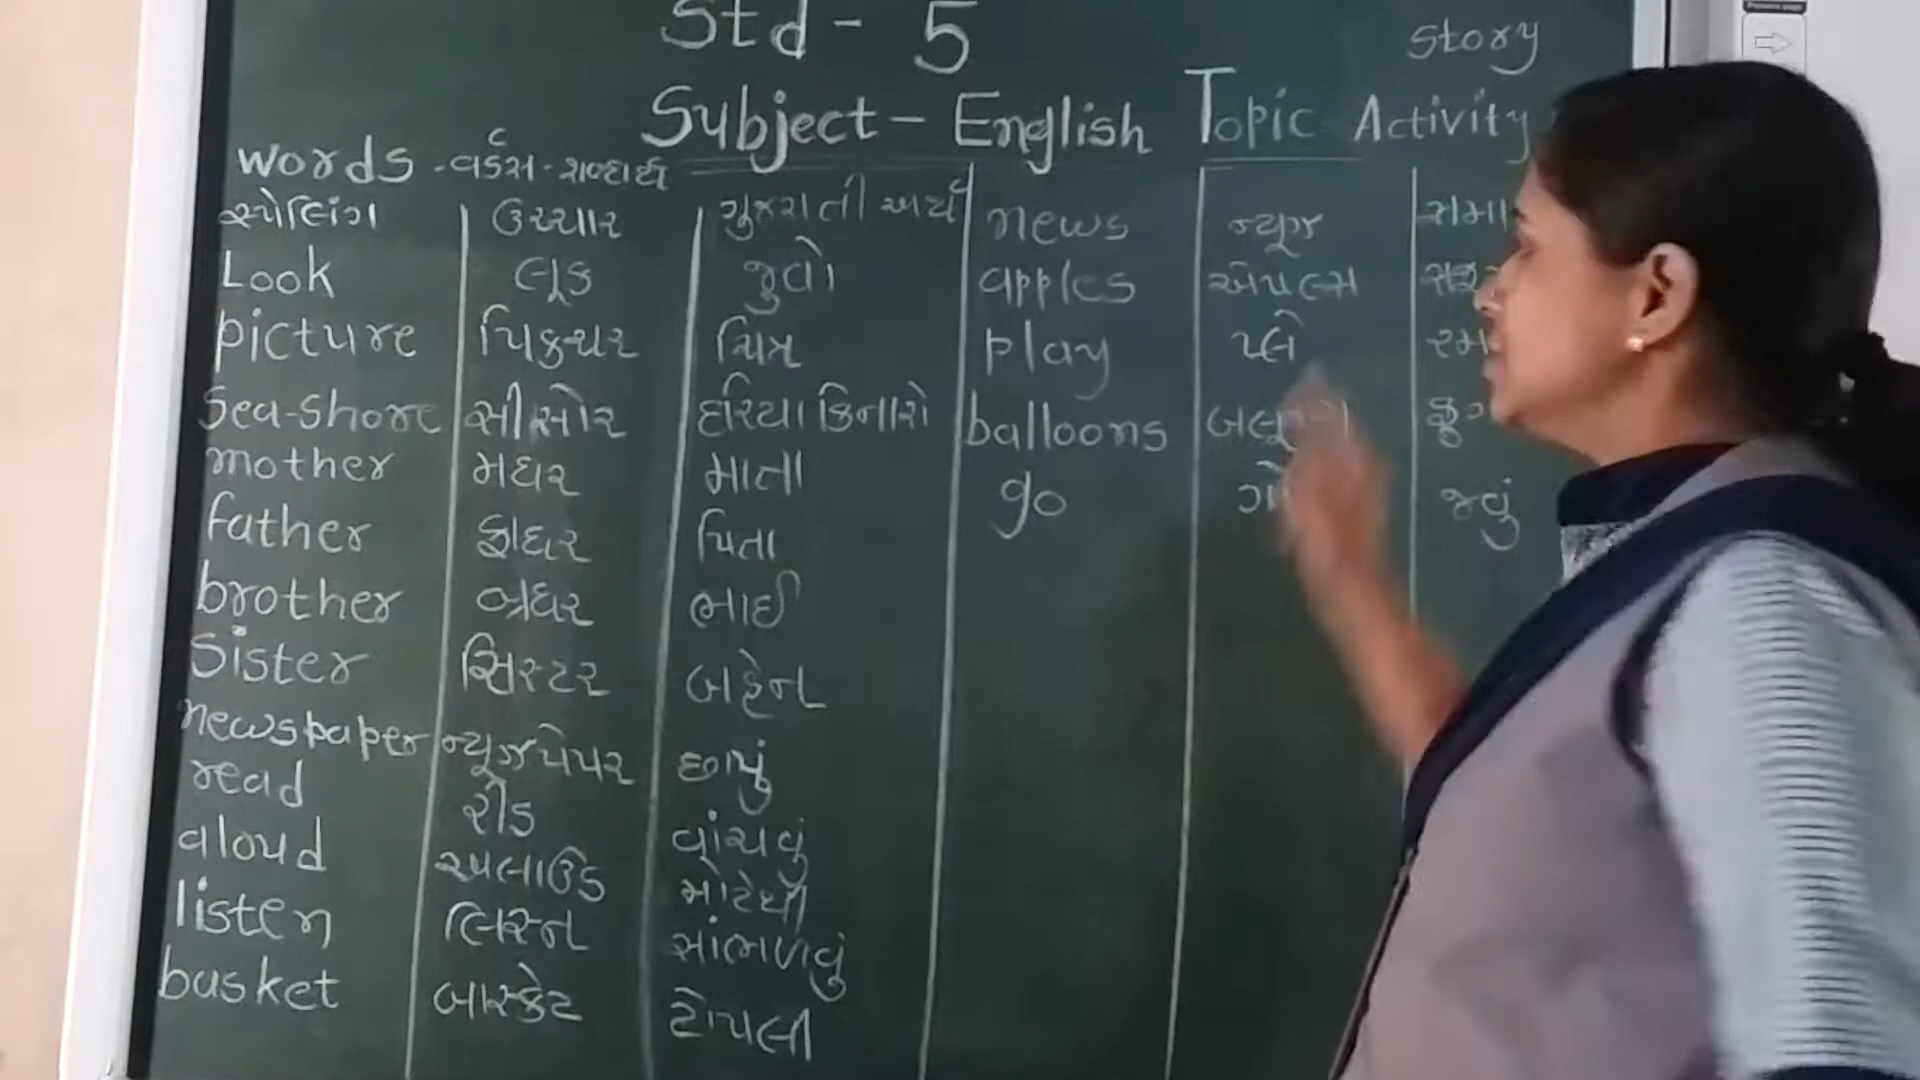 Std - 5
story
Subject - English Topic Activity
words - વર્ડસ - શબ્દાર્થ
સ્પેલિંગ ઉચ્ચાર ગુજરાતી અર્થ
news ન્યૂઝ
Look લૂક જુવો
apples એપલ્સ
picture પિક્ચર ચિત્ર
play પ્લે
Sea-shore સીસોર દરિયા કિનારો
balloons
mother મધર માતા
go જવું
father ફાધર પિતા
brother બ્રધર ભાઈ
Sister સિસ્ટર બહેન
newspaper ન્યૂઝપેપર છાપું
read રીડ વાંચવું
aloud અલાઉડ મોટેથી
listen લિસ્ન સાંભળવું
basket બાસ્કેટ ટોપલી